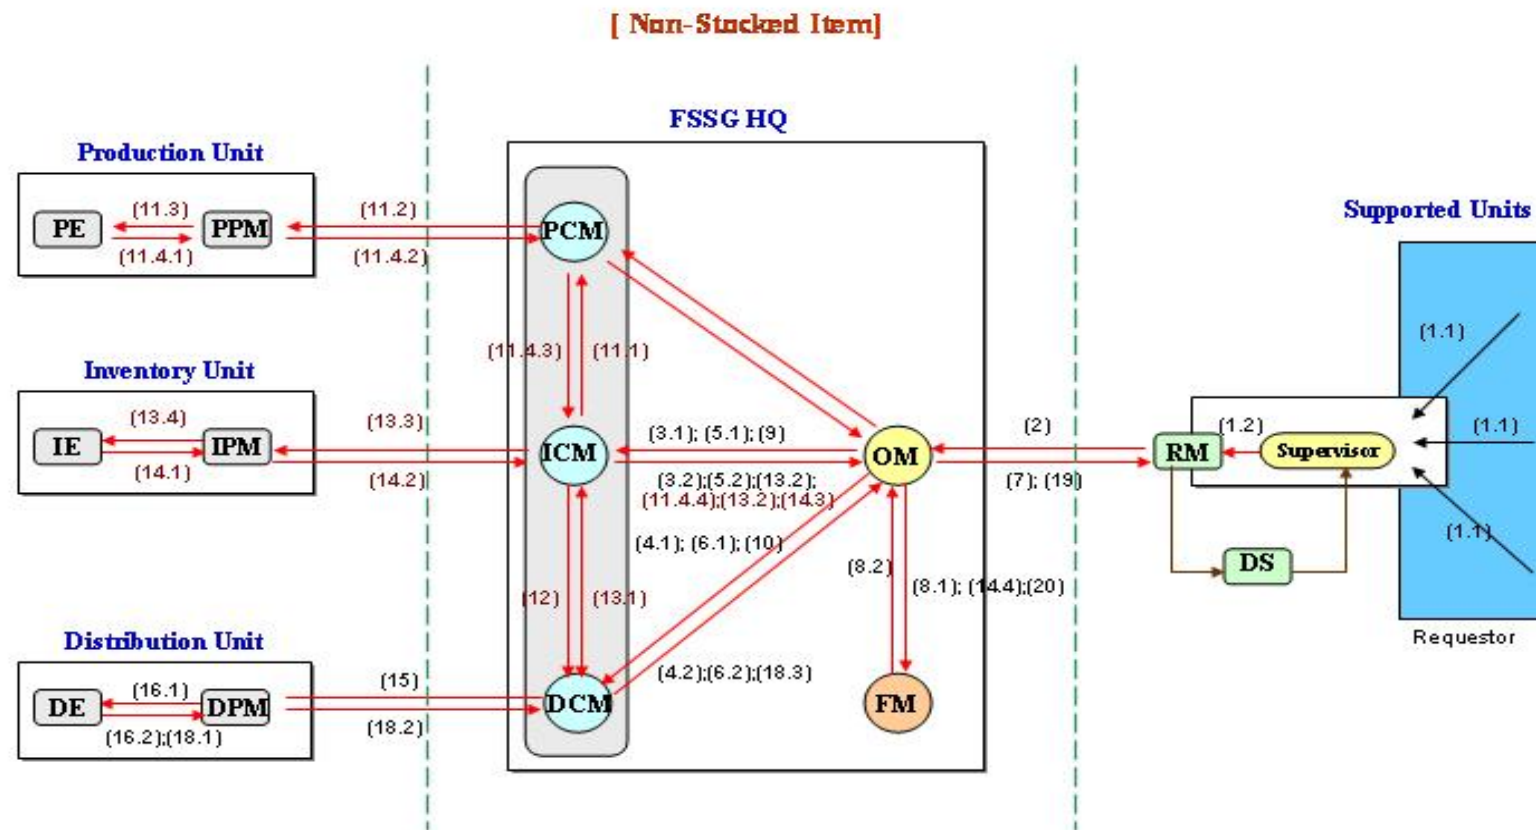 [ Non-Stocked Item]
FSSG HQ
Production Unit
Supported Units
PE
(11.3)
PPM
(11.4.1)
(11.2)
(11.4.2)
PCM
(11.4.3)
(11.1)
(1.1)
(1.1)
(1.1)
Inventory Unit
IE
(13.4)
IPM
(14.1)
(13.3)
(14.2)
ICM
(3.1); (5.1); (9)
(3.2);(5.2);(13.2);
(11.4.4);(13.2);(14.3)
OM
(2)
(7); (19)
RM
(1.2)
Supervisor
DS
(4.1); (6.1); (10)
(8.2)
(8.1); (14.4);(20)
(12)
(13.1)
Requestor
Distribution Unit
DE
(16.1)
DPM
(16.2);(18.1)
(15)
(18.2)
DCM
(4.2);(6.2);(18.3)
FM